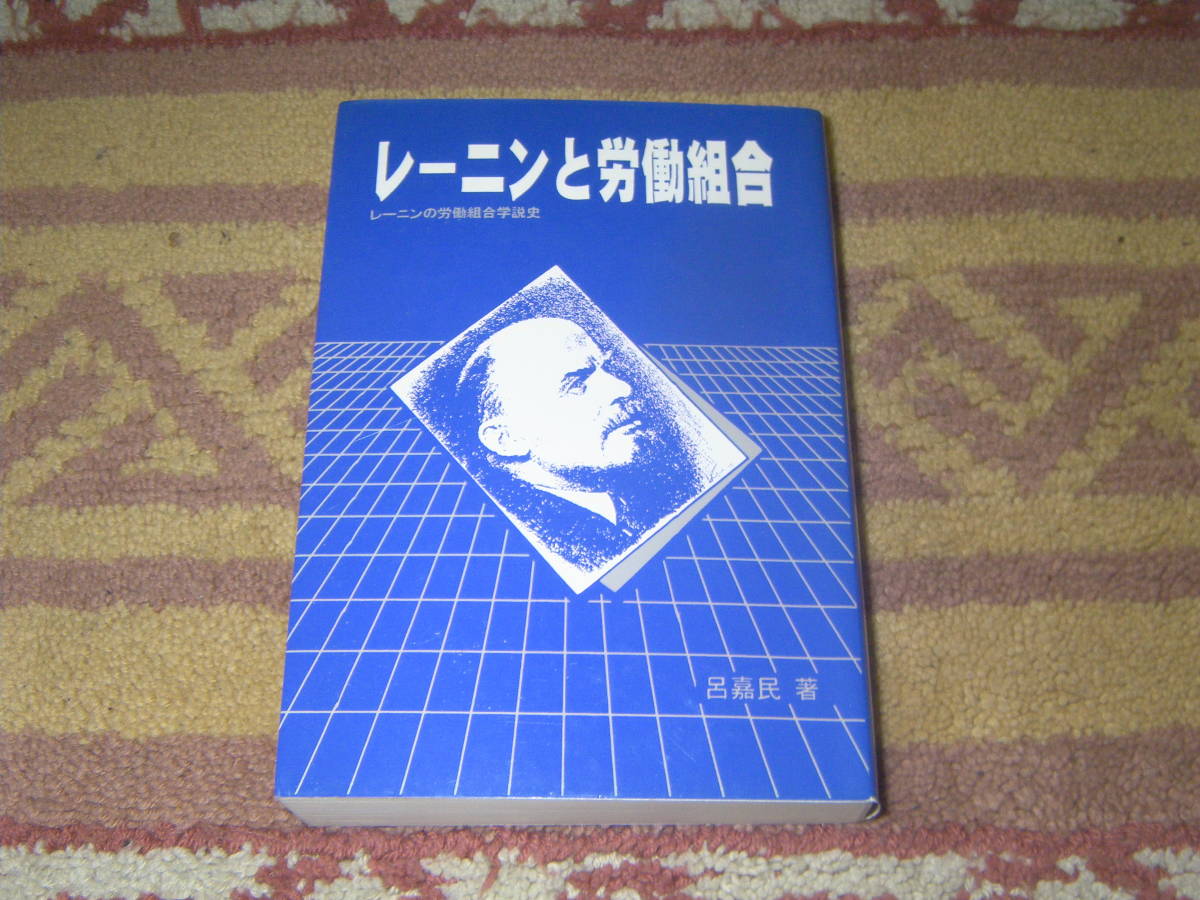 レーニンと労働組合
レーニンの労働組合学説史
呂嘉民 著